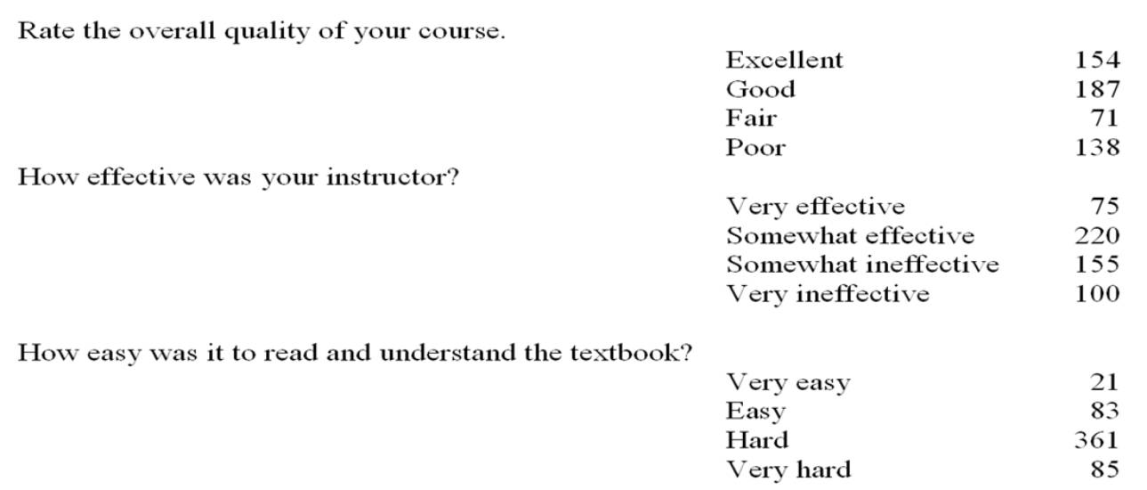 Rate the overall quality of your course.
Excellent 154
Good 187
Fair 71
Poor 138
How effective was your instructor?
Very effective 75
Somewhat effective 220
Somewhat ineffective 155
Very ineffective 100
How easy was it to read and understand the textbook?
Very easy 21
Easy 83
Hard 361
Very hard 85